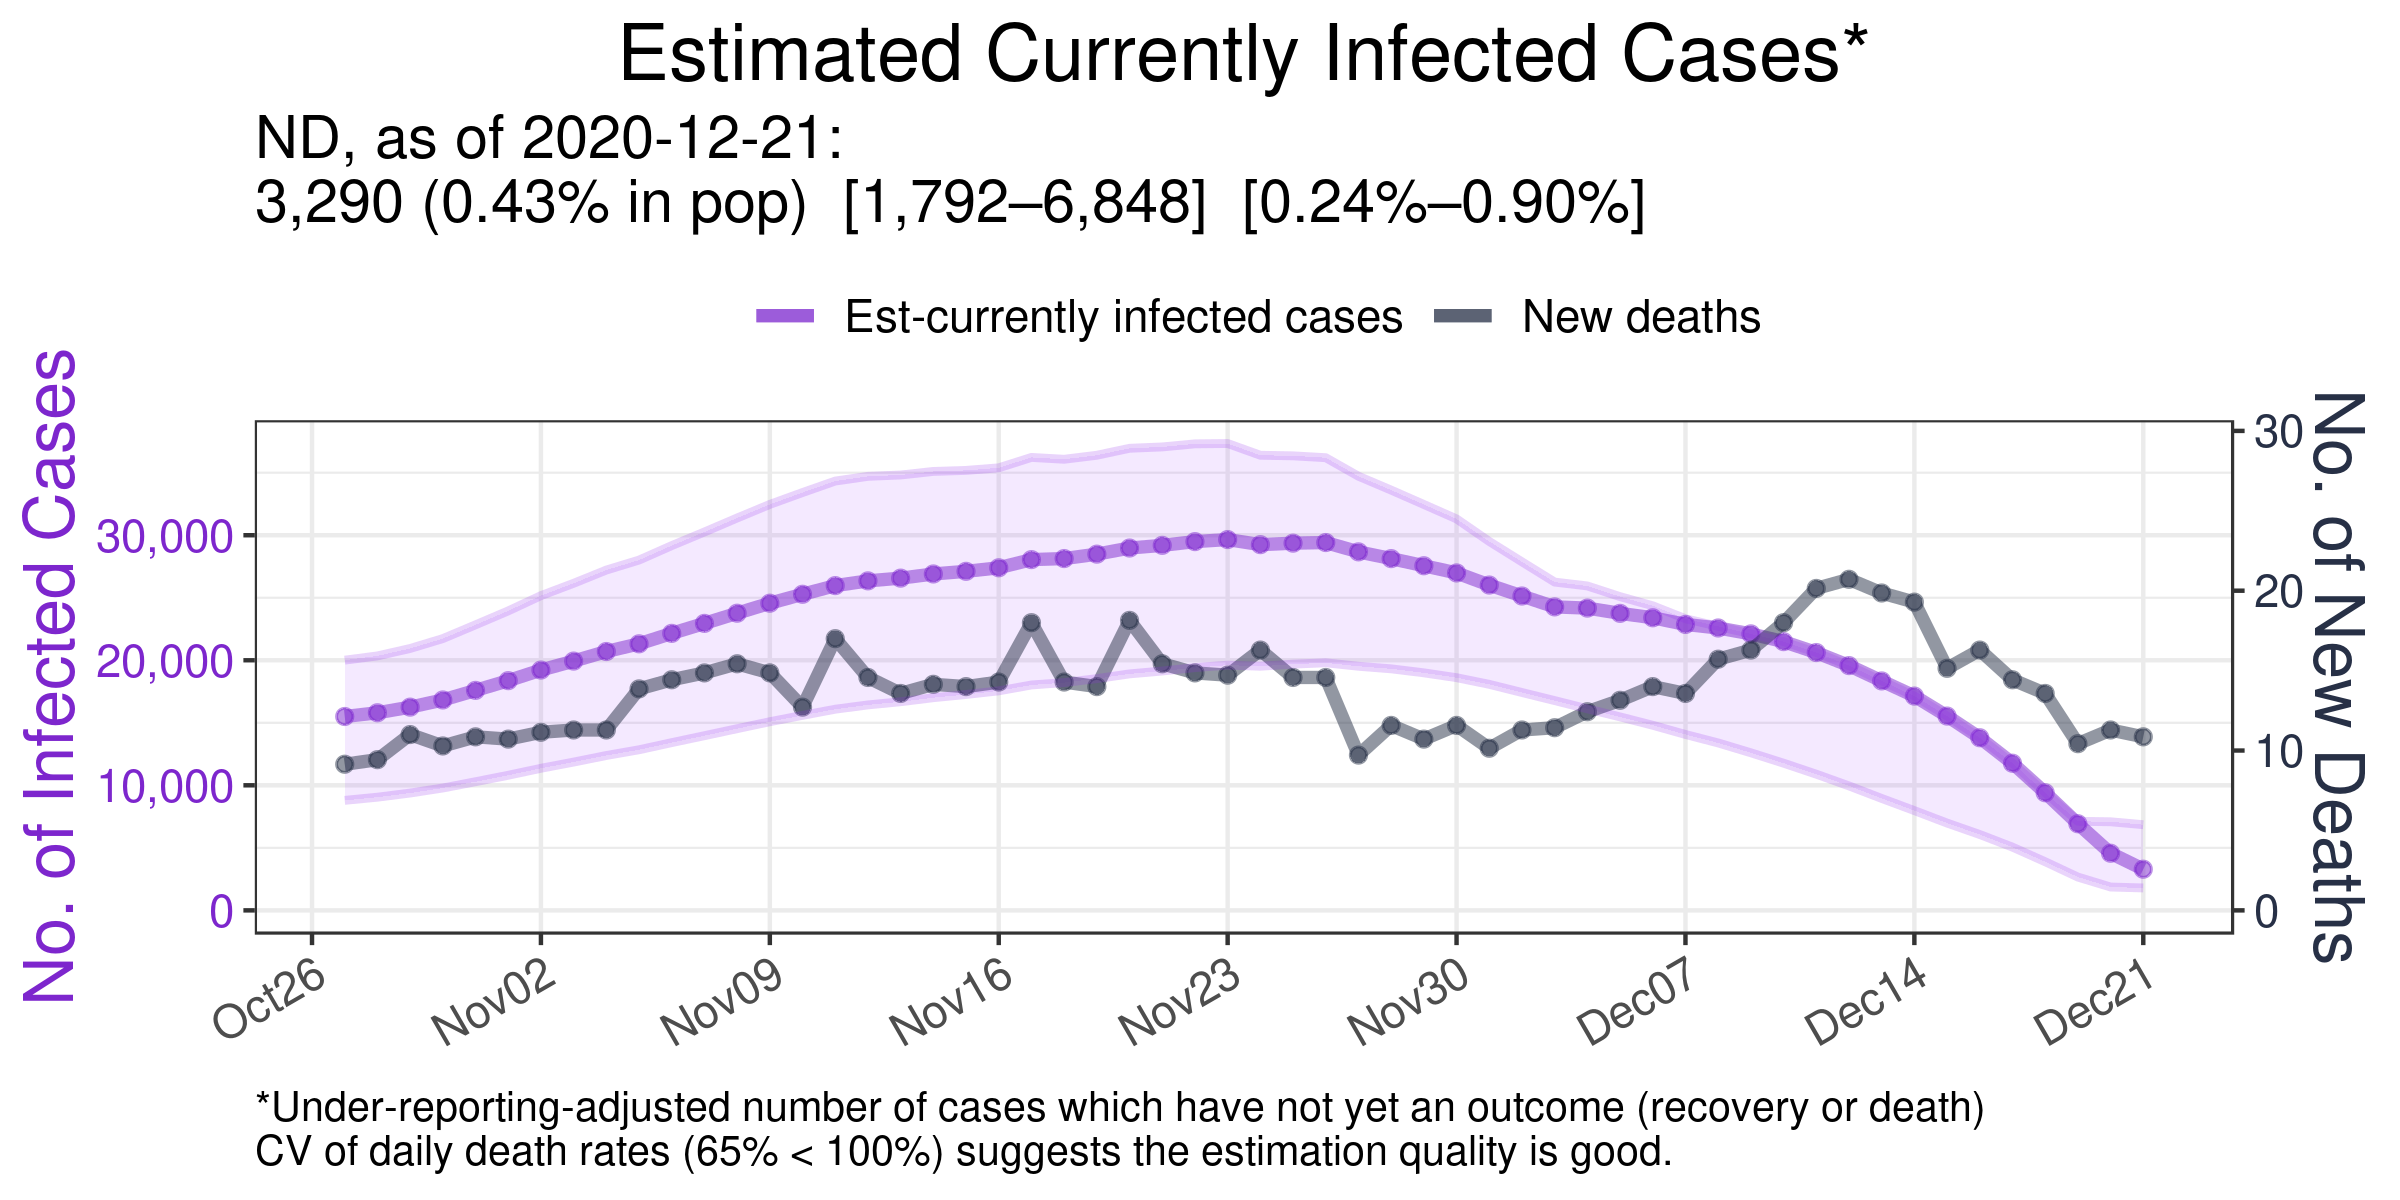 Estimated Currently Infected Cases*
ND, as of 2020-12-21:
3,290 (0.43% in pop)  [1,792–6,848]  [0.24%–0.90%]
Est-currently infected cases
New deaths
No. of Infected Cases
30,000
20,000
10,000
0
No. of New Deaths
30
20
10
0
Oct26
Nov02
Nov09
Nov16
Nov23
Nov30
Dec07
Dec14
Dec21
*Under-reporting-adjusted number of cases which have not yet an outcome (recovery or death)
CV of daily death rates (65% < 100%) suggests the estimation quality is good.